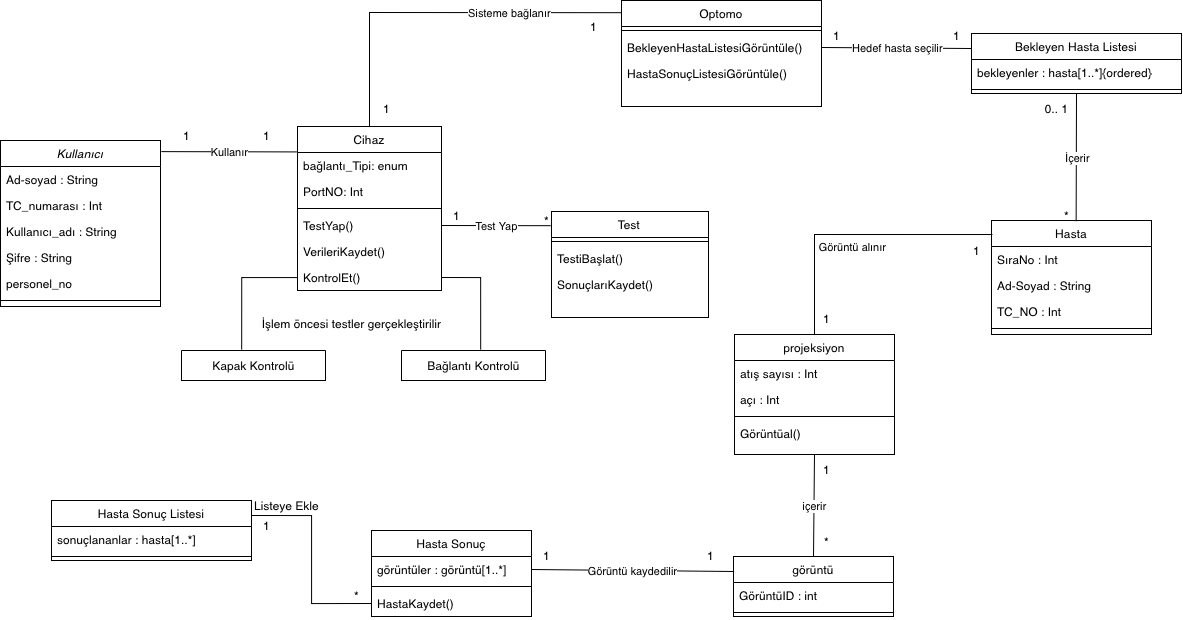 Optomo
BekleyenHastaListesiGörüntüle()
HastaSonuçListesiGörüntüle()
Sisteme bağlanır
1
1
1
Hedef hasta seçilir
1
Bekleyen Hasta Listesi
bekleyenler : hasta[1..*]{ordered}
0.. 1
İçerir
*
Kullanıcı
Ad-soyad : String
TC_numarası : Int
Kullanıcı_adı : String
Şifre : String
personel_no
1
Kullanır
1
Cihaz
bağlantı_Tipi: enum
PortNO: Int
TestYap()
VerileriKaydet()
KontrolEt()
1
Test Yap
*
Test
TestiBaşlat()
SonuçlarıKaydet()
İşlem öncesi testler gerçekleştirilir
Kapak Kontrolü
Bağlantı Kontrolü
Hasta
SıraNo : Int
Ad-Soyad : String
TC_NO : Int
1
Görüntü alınır
1
projeksiyon
atış sayısı : Int
açı : Int
Görüntüal()
1
içerir
*
görüntü
GörüntüID : int
1
Görüntü kaydedilir
1
Hasta Sonuç
görüntüler : görüntü[1..*]
HastaKaydet()
*
Listeye Ekle
1
Hasta Sonuç Listesi
sonuçlananlar : hasta[1..*]